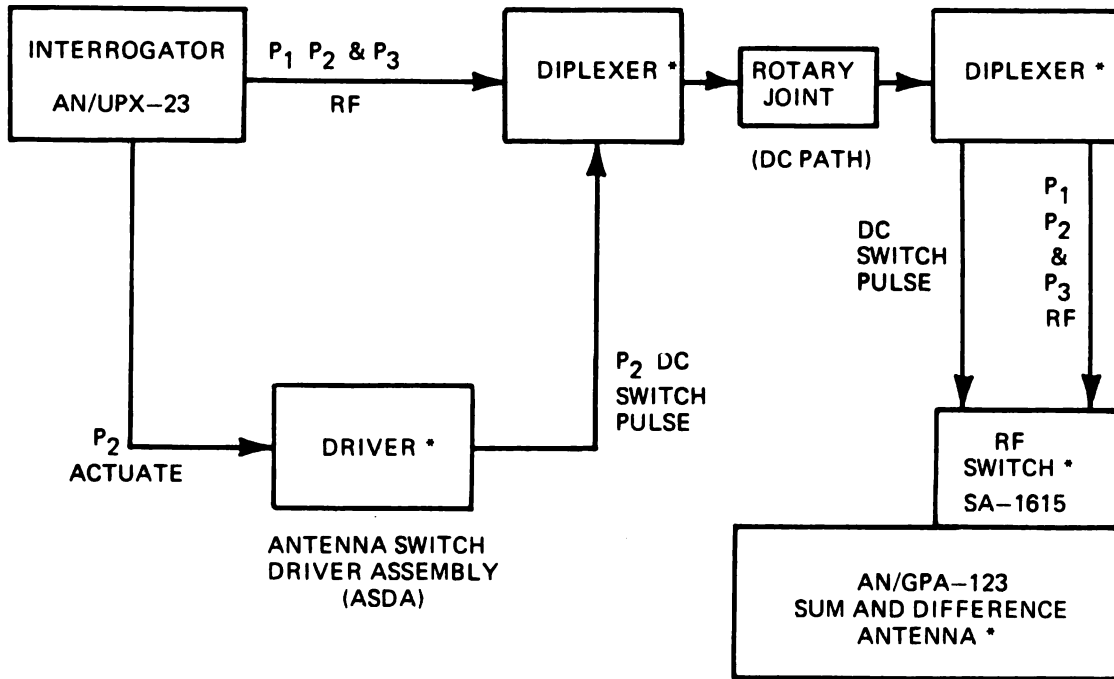 INTERROGATOR
AN/UPX–23
P1 P2 & P3
RF
DIPLEXER *
ROTARY
JOINT
(DC PATH)
DIPLEXER *
DC
SWITCH
PULSE
P1
P2
&
P3
RF
P2 DC
SWITCH
PULSE
P2
ACTUATE
DRIVER *
ANTENNA SWITCH
DRIVER ASSEMBLY
(ASDA)
RF
SWITCH *
SA–1615
AN/GPA–123
SUM AND DIFFERENCE
ANTENNA *